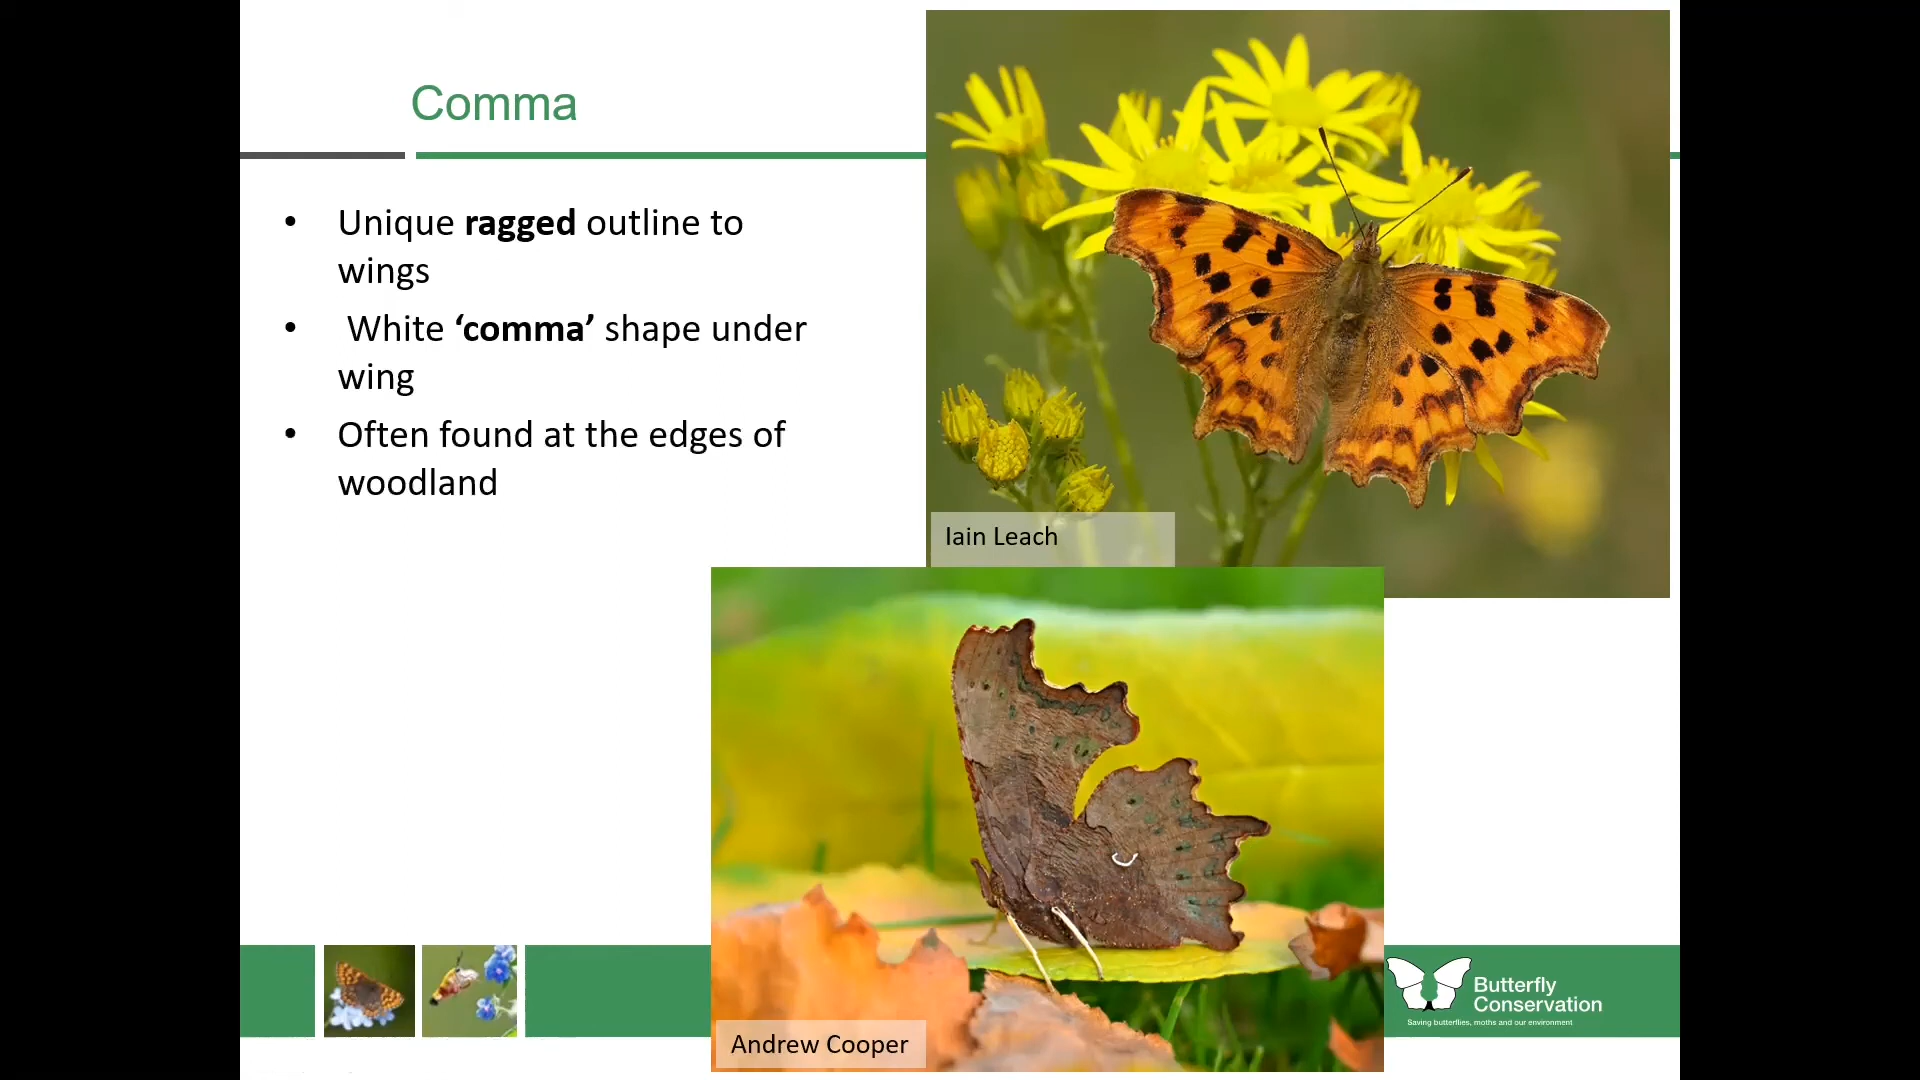 Comma
• Unique ragged outline to
wings
• White ‘comma’ shape under
wing
• Often found at the edges of
woodland
Iain Leach
Andrew Cooper
Butterfly
Conservation
Saving butterflies, moths and our environment